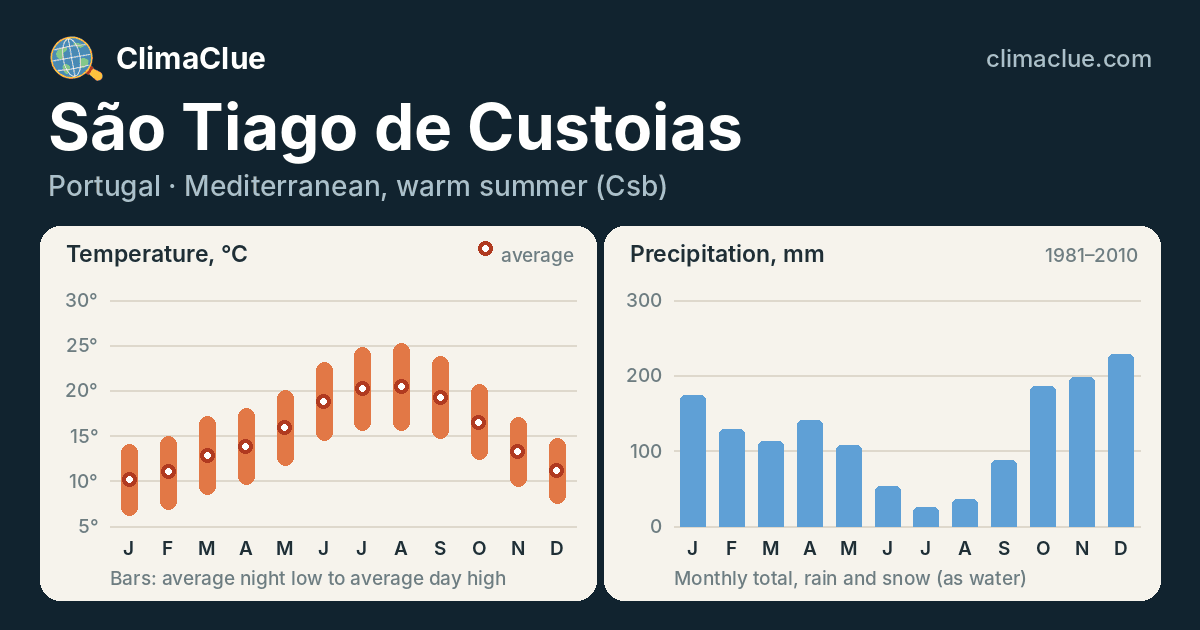 ClimaClue
climaclue.com
São Tiago de Custoias
Portugal · Mediterranean, warm summer (Csb)
Temperature, °C
average
30°
25°
20°
15°
10°
5°
J F M A M J J A S O N D
Bars: average night low to average day high
Precipitation, mm
1981–2010
300
200
100
0
J F M A M J J A S O N D
Monthly total, rain and snow (as water)